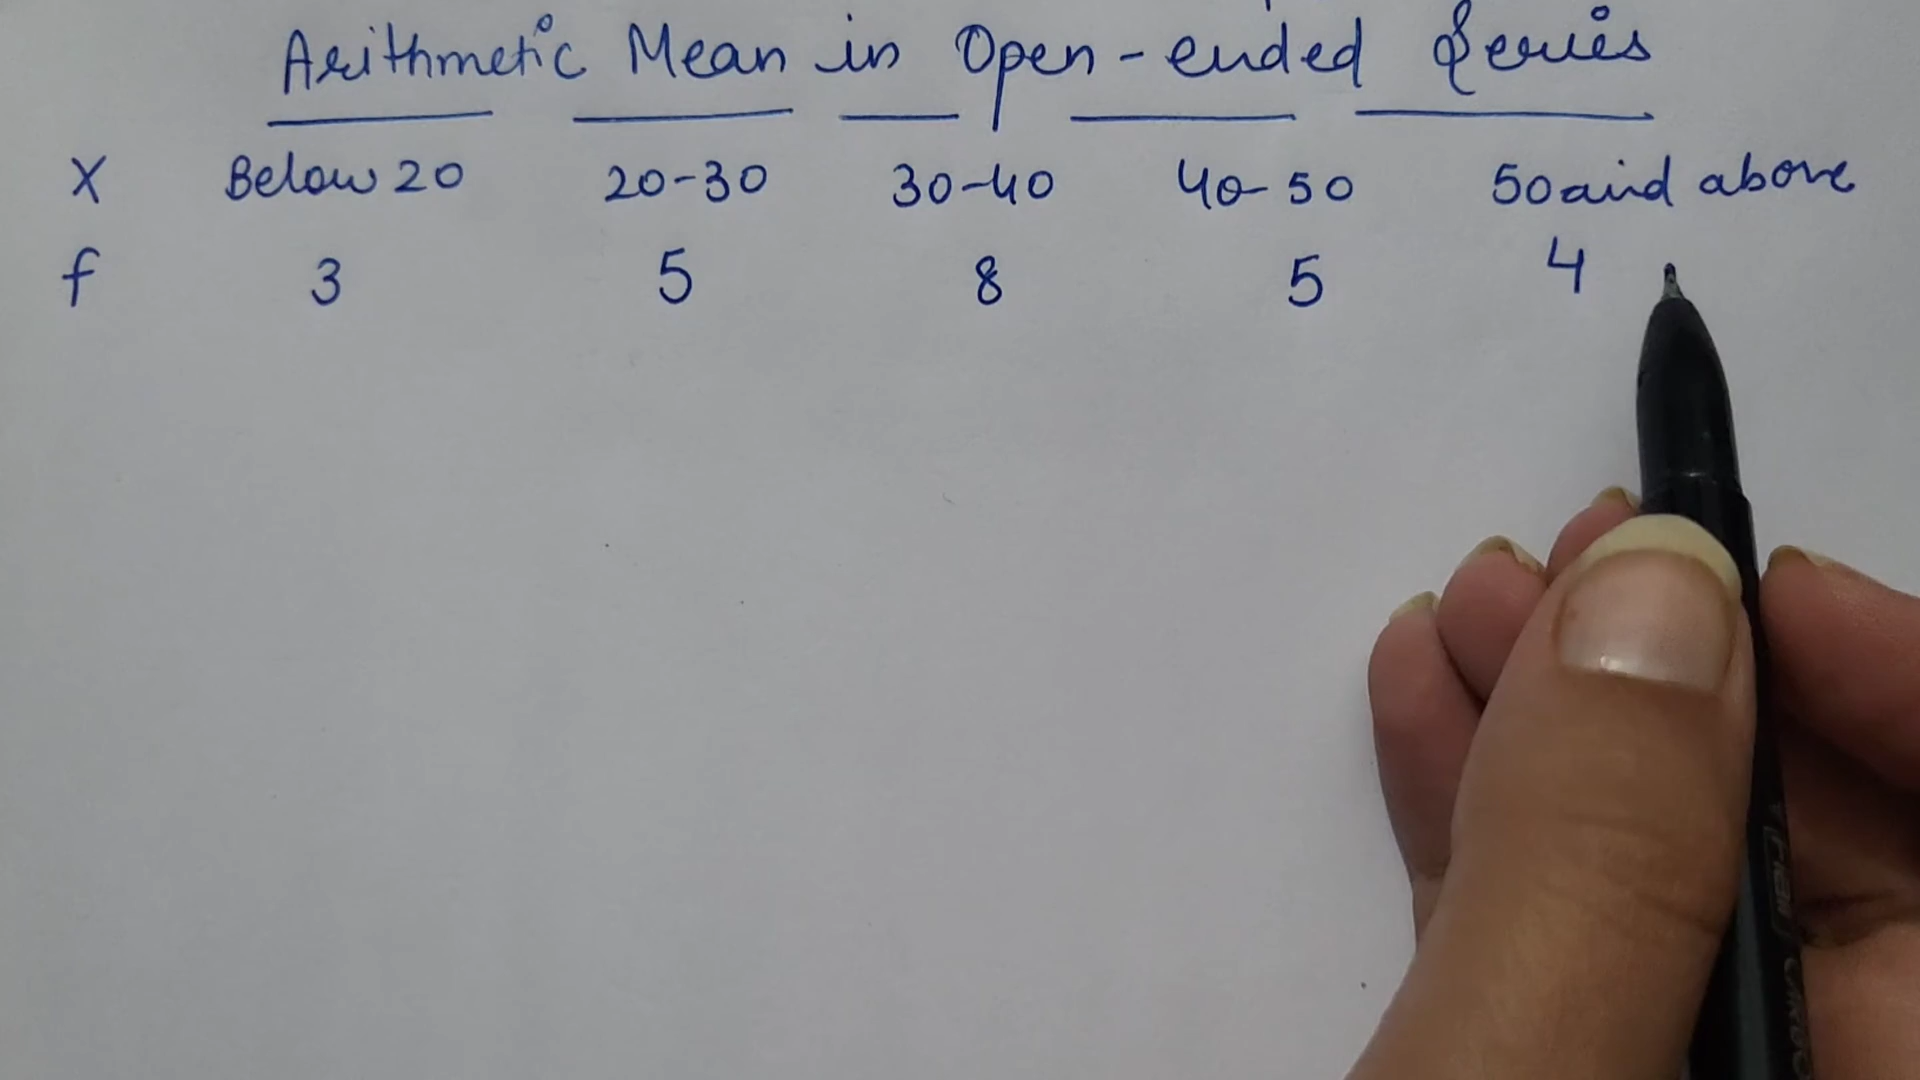 Arithmetic Mean in Open-ended Series
X Below 20 20-30 30-40 40-50 50 and above
f 3 5 8 5 4